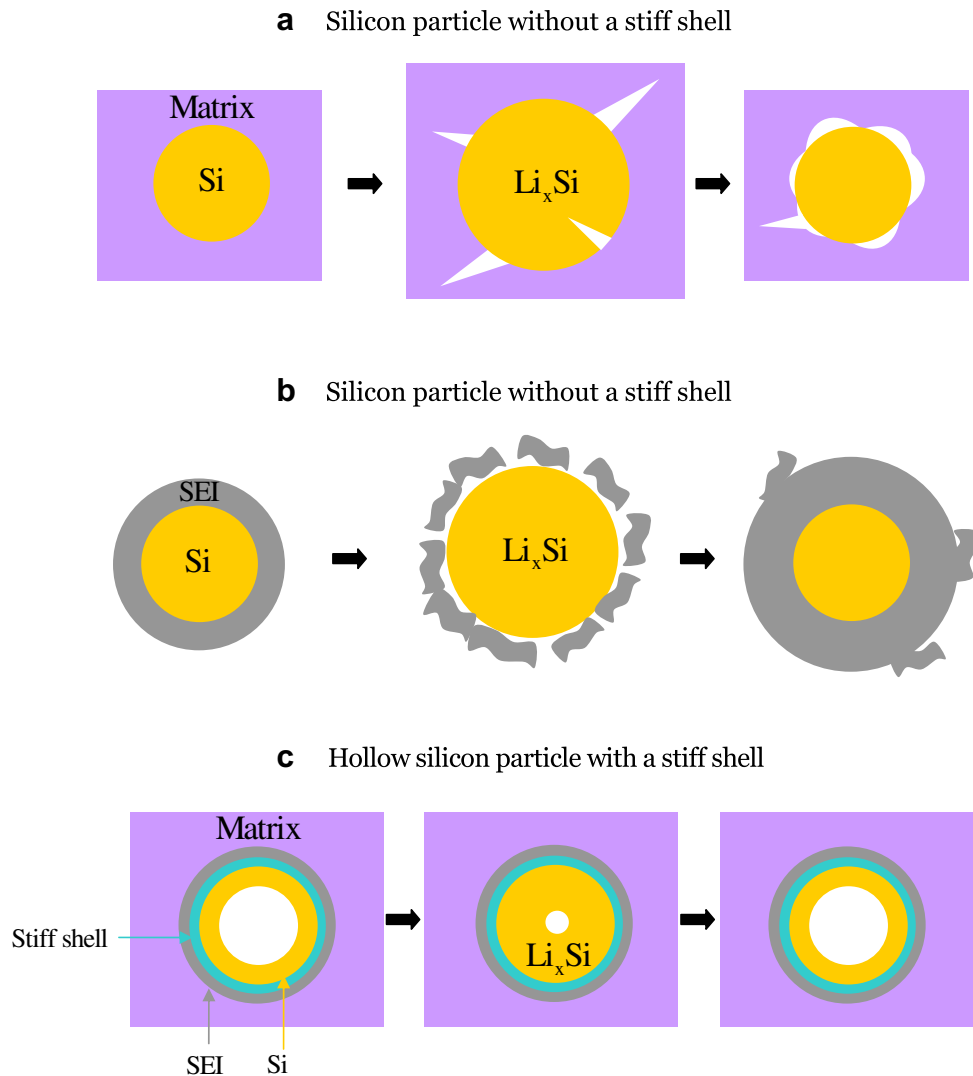 a Silicon particle without a stiff shell
Matrix
Si
LiₓSi
b Silicon particle without a stiff shell
SEI
Si
LiₓSi
c Hollow silicon particle with a stiff shell
Matrix
Stiff shell
LiₓSi
SEI
Si